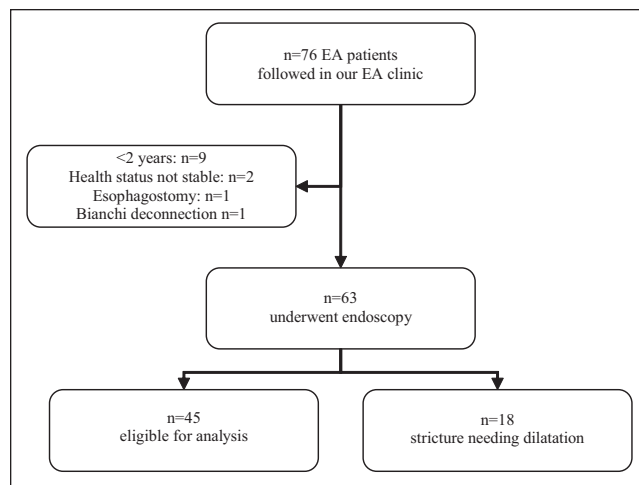 n=76 EA patients
followed in our EA clinic
<2 years: n=9
Health status not stable: n=2
Esophagostomy: n=1
Bianchi deconnection n=1
n=63
underwent endoscopy
n=45
eligible for analysis
n=18
stricture needing dilatation